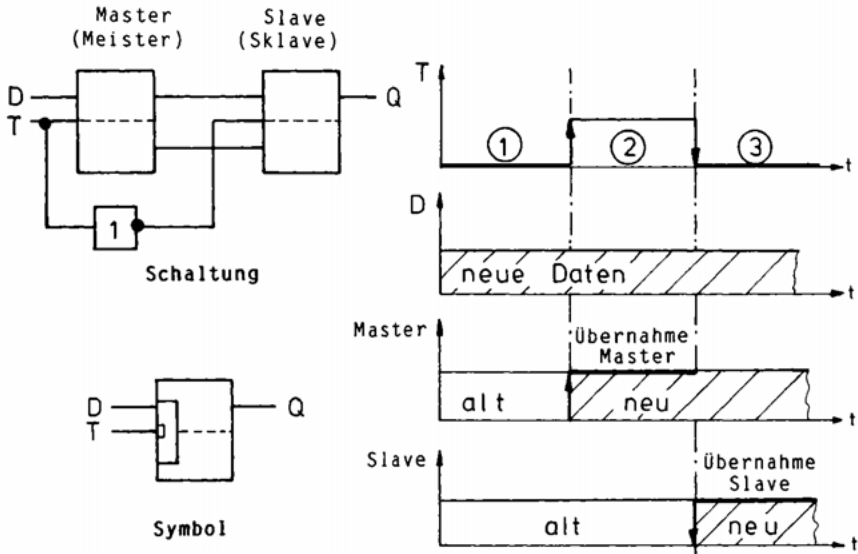 Master
(Meister)
Slave
(Sklave)
D
T
Q
1
Schaltung
D
T
Q
Symbol
T
1
2
3
t
D
neue Daten
t
Master
Übernahme
Master
alt
neu
t
Slave
Übernahme
Slave
alt
neu
t